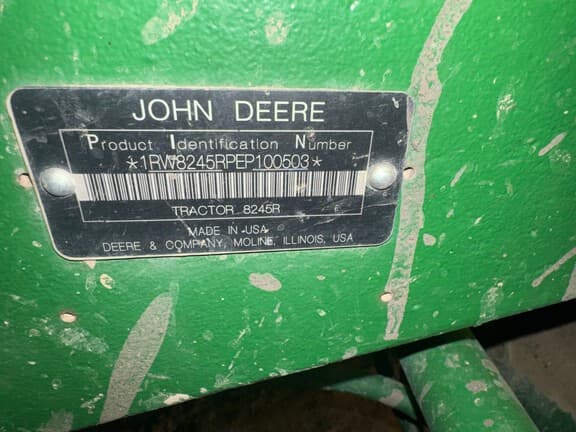 JOHN DEERE
Product Identification Number
*1RW8245RPEP100503*
TRACTOR 8245R
MADE IN USA
DEERE & COMPANY, MOLINE, ILLINOIS, USA